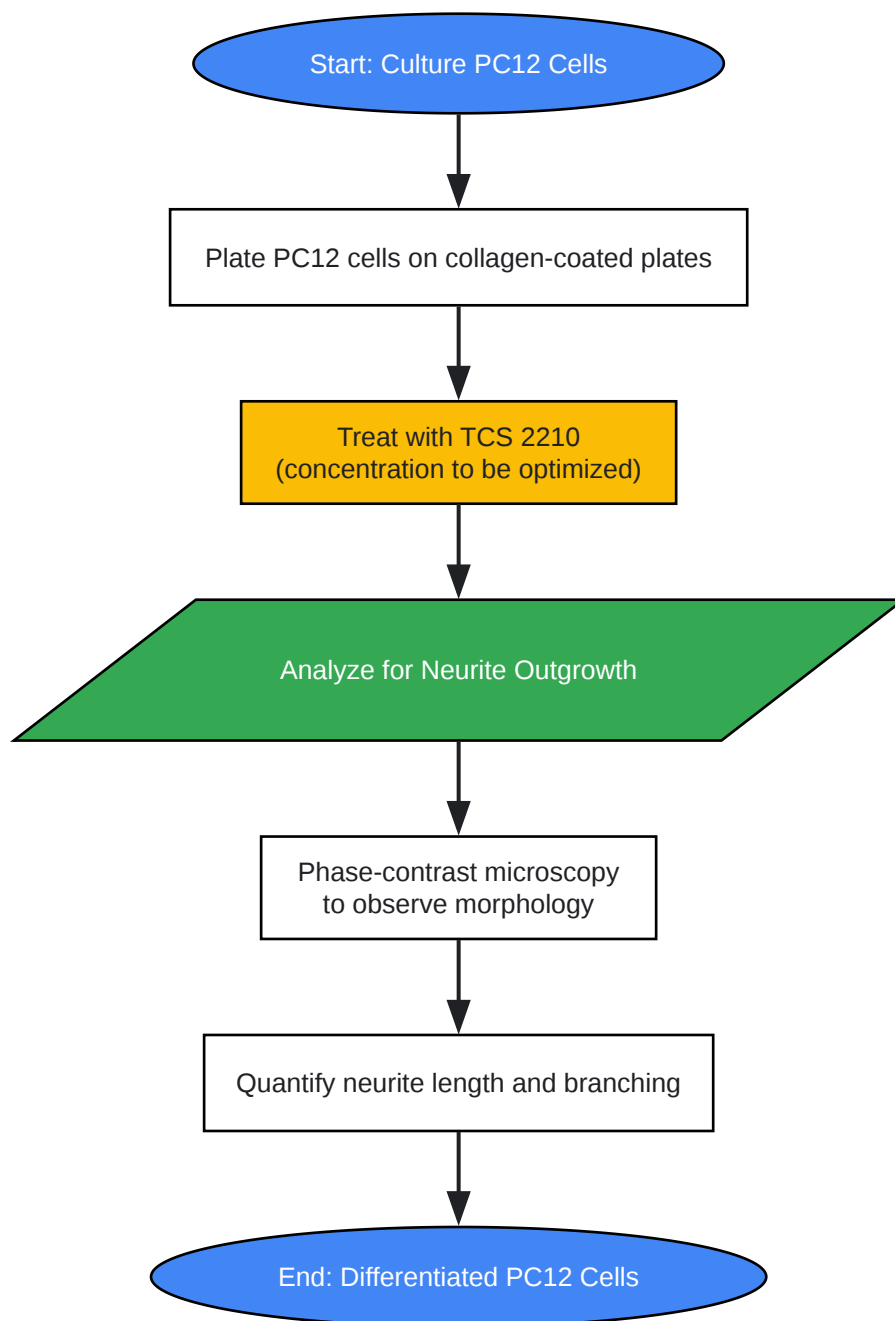 Start: Culture PC12 Cells
Plate PC12 cells on collagen-coated plates
Treat with TCS 2210
(concentration to be optimized)
Analyze for Neurite Outgrowth
Phase-contrast microscopy
to observe morphology
Quantify neurite length and branching
End: Differentiated PC12 Cells